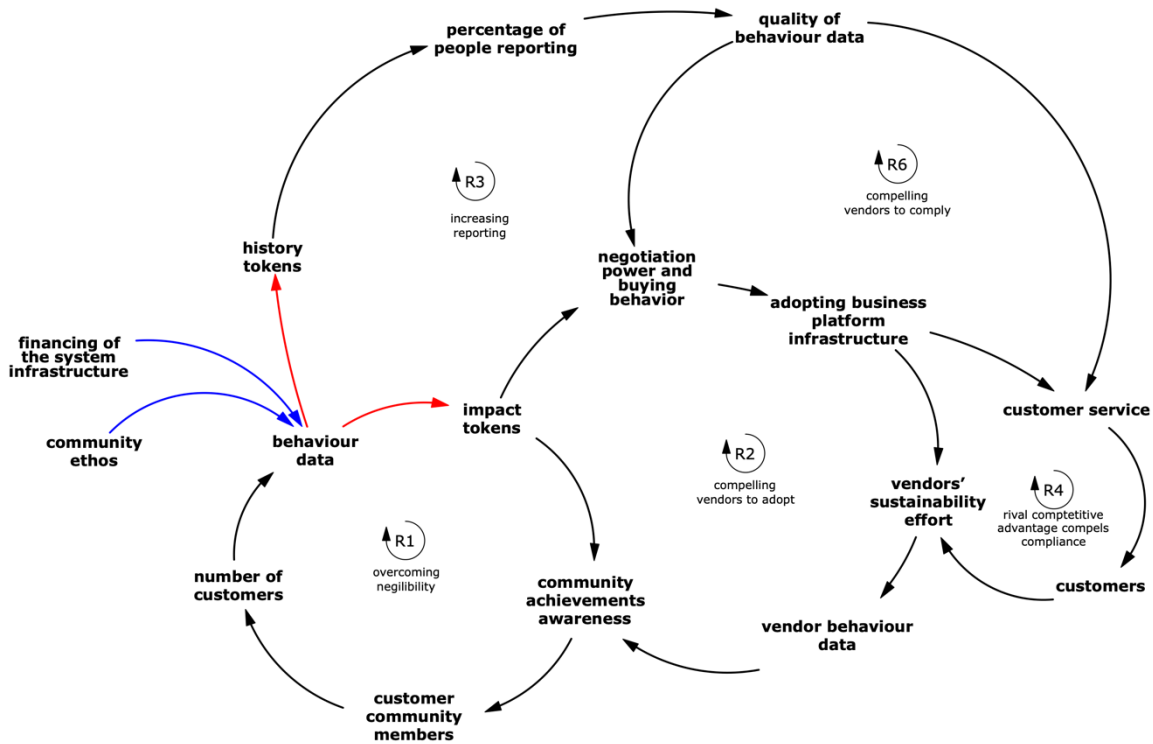 percentage of
people reporting
quality of
behaviour data
R3
increasing
reporting
R6
compelling
vendors to comply
history
tokens
negotiation
power and
buying
behavior
adopting business
platform
infrastructure
financing of
the system
infrastructure
community
ethos
behaviour
data
impact
tokens
customer service
R2
compelling
vendors to adopt
vendors’
sustainability
effort
R4
rival comptetitive
advantage compels
compliance
R1
overcoming
neglibility
number of
customers
community
achievements
awareness
customers
vendor behaviour
data
customer
community
members